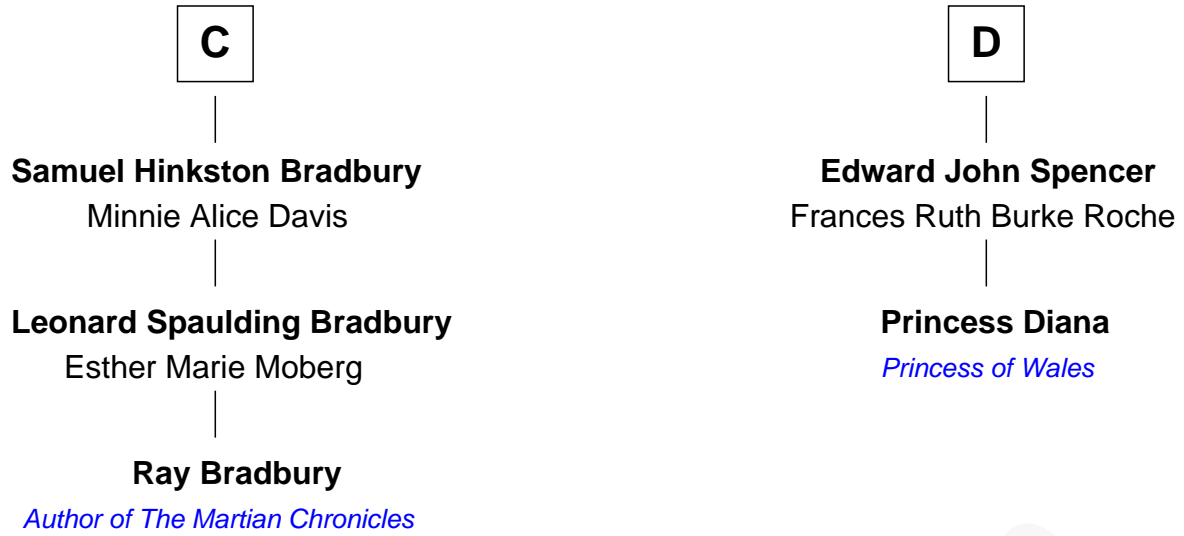 C
Samuel Hinkston Bradbury
Minnie Alice Davis
Leonard Spaulding Bradbury
Esther Marie Moberg
Ray Bradbury
Author of The Martian Chronicles
D
Edward John Spencer
Frances Ruth Burke Roche
Princess Diana
Princess of Wales